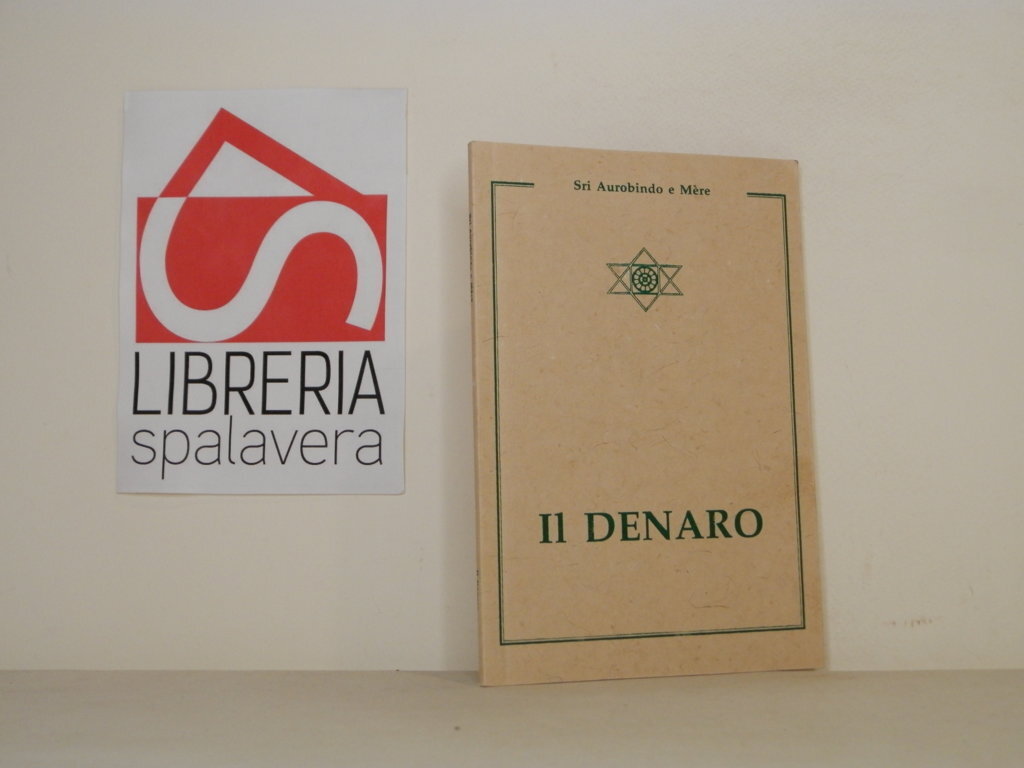 LIBRERIA
spalavera
Sri Aurobindo e Mère
Il DENARO